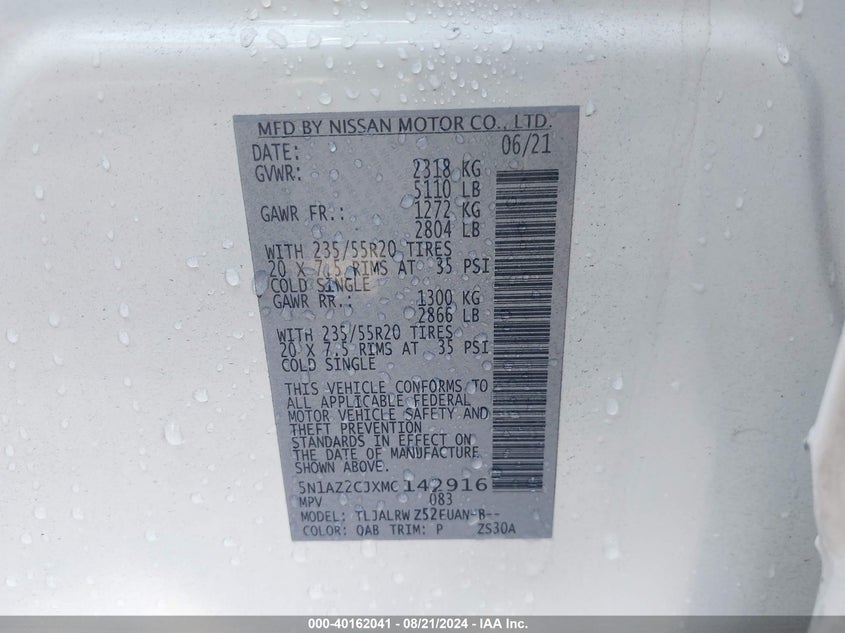 MFD BY NISSAN MOTOR CO., LTD.
DATE: 06/21
GVWR: 2318 KG
5110 LB
GAWR FR.: 1272 KG
2804 LB
WITH 235/55R20 TIRES
20 X 7.5 RIMS AT 35 PSI
COLD SINGLE
GAWR RR.: 1300 KG
2866 LB
WITH 235/55R20 TIRES
20 X 7.5 RIMS AT 35 PSI
COLD SINGLE
THIS VEHICLE CONFORMS TO
ALL APPLICABLE FEDERAL
MOTOR VEHICLE SAFETY AND
THEFT PREVENTION
STANDARDS IN EFFECT ON
THE DATE OF MANUFACTURE
SHOWN ABOVE.
5N1AZ2CJXMC142916
MPV 083
MODEL: TLJALRW Z52EUAN-B--
COLOR: QAB TRIM: P ZS30A
000-40162041 - 08/21/2024 - IAA Inc.